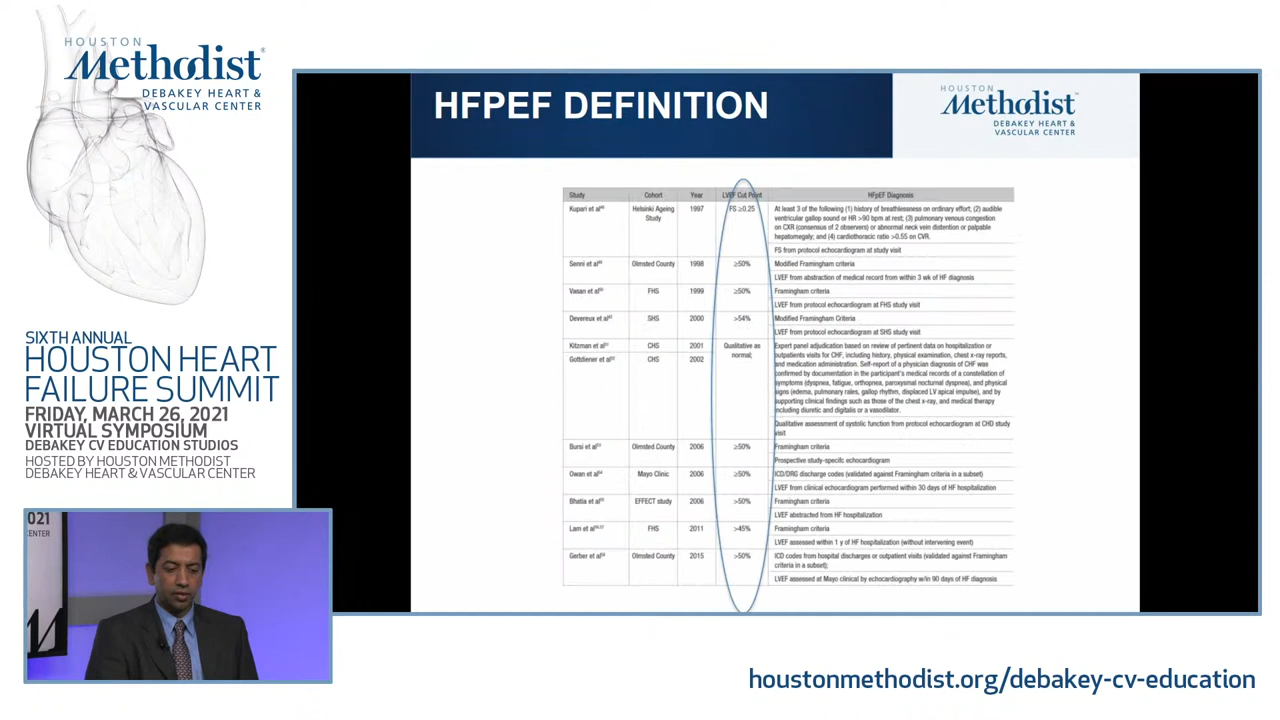 HOUSTON
Methodist®
DEBAKEY HEART &
VASCULAR CENTER
SIXTH ANNUAL
HOUSTON HEART
FAILURE SUMMIT
FRIDAY, MARCH 26, 2021
VIRTUAL SYMPOSIUM
DEBAKEY CV EDUCATION STUDIOS
HOSTED BY HOUSTON METHODIST
DEBAKEY HEART & VASCULAR CENTER
HFPEF DEFINITION
HOUSTON
Methodist
DEBAKEY HEART &
VASCULAR CENTER
Study Cohort Year LVEF Cut Point HFpEF Diagnosis
Kupari et al Helsinki Ageing 1997 FS ≥0.25 At least 3 of the following (1) history of breathlessness on ordinary effort; (2) audible
Study ventricular gallop sound or HR >90 bpm at rest; (3) pulmonary venous congestion
on CXR (consensus of 2 observers) or abnormal neck vein distention or palpable
hepatomegaly; and (4) cardiothoracic ratio >0.55 on CVR.
FS from protocol echocardiogram at study visit
Senni et al Olmsted County 1998 ≥50% Modified Framingham criteria
LVEF from abstraction of medical record from within 3 wk of HF diagnosis
Vasan et al FHS 1999 ≥50% Framingham criteria
LVEF from protocol echocardiogram at FHS study visit
Devereux et al SHS 2000 >54% Modified Framingham Criteria
LVEF from protocol echocardiogram at SHS study visit
Kitzman et al CHS 2001 Qualitative as Expert panel adjudication based on review of pertinent data on hospitalization or
Gottdiener et al CHS 2002 normal; outpatients visits for CHF, including history, physical examination, chest x-ray reports,
and medication administration. Self-report of a physician diagnosis of CHF was
confirmed by documentation in the participant's medical records of a constellation of
symptoms (dyspnea, fatigue, orthopnea, paroxysmal nocturnal dyspnea), and physical
signs (edema, pulmonary rales, gallop rhythm, displaced LV apical impulse), and by
supporting clinical findings such as those of the chest x-ray, and medical therapy
including diuretic and digitalis or a vasodilator.
Qualitative assessment of systolic function from protocol echocardiogram at CHD study
visit
Bursi et al Olmsted County 2006 ≥50% Framingham criteria
Prospective study-specifc echocardiogram
Owan et al Mayo Clinic 2006 ≥50% ICD/DRG discharge codes (validated against Framingham criteria in a subset)
LVEF from clinical echocardiogram performed within 30 days of HF hospitalization
Bhatia et al EFFECT study 2006 >50% Framingham criteria
LVEF abstracted from HF hospitalization
Lam et al FHS 2011 >45% Framingham criteria
LVEF assessed within 1 y of HF hospitalization (without intervening event)
Gerber et al Olmsted County 2015 >50% ICD codes from hospital discharges or outpatient visits (validated against Framingham
criteria in a subset);
LVEF assessed at Mayo clinical by echocardiography w/in 90 days of HF diagnosis
2021
CENTER
houstonmethodist.org/debakey-cv-education